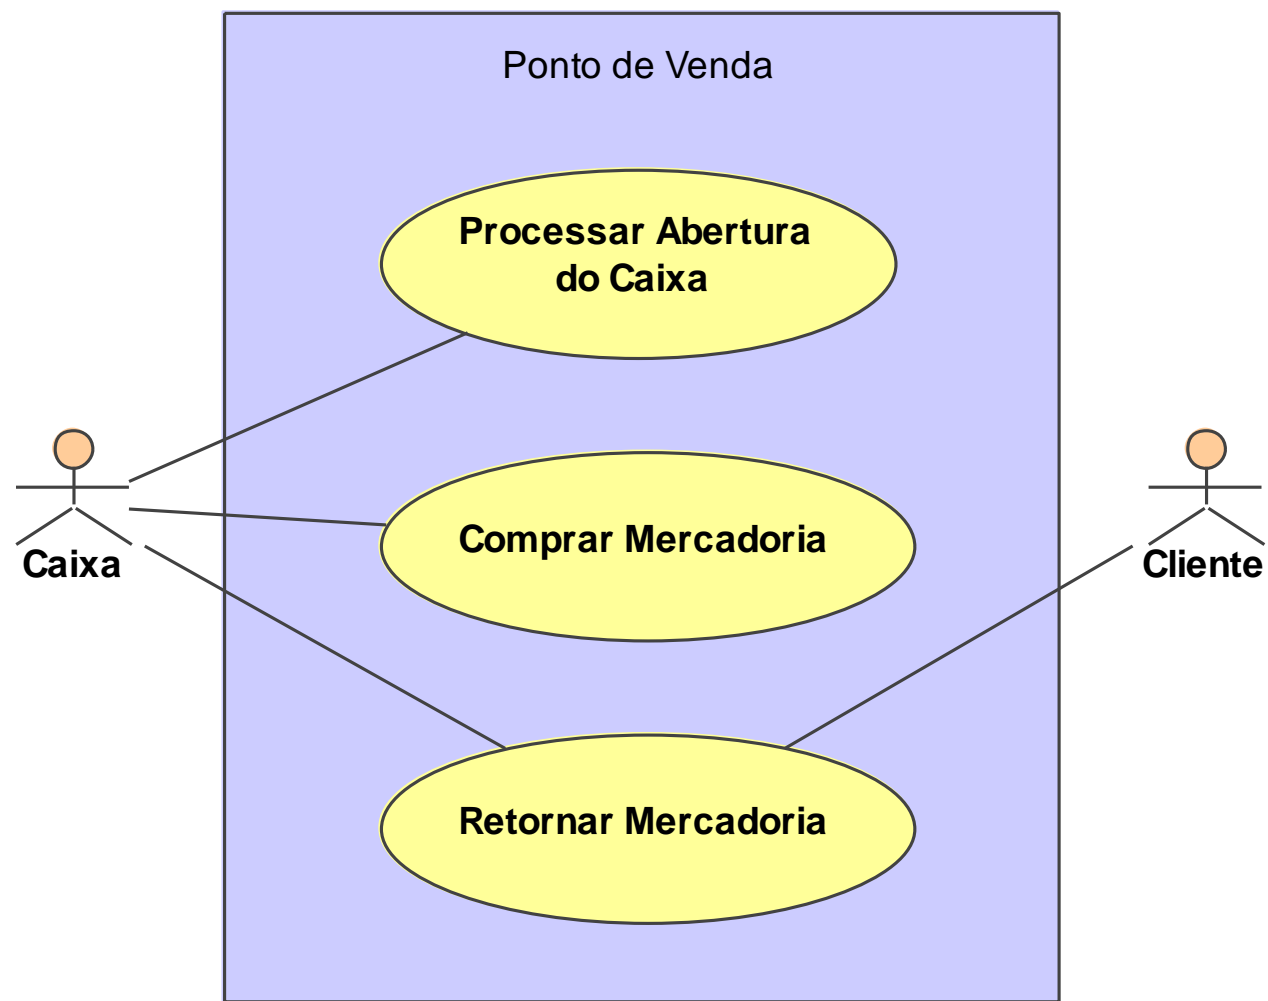 Ponto de Venda
Processar Abertura
do Caixa
Comprar Mercadoria
Caixa
Cliente
Retornar Mercadoria